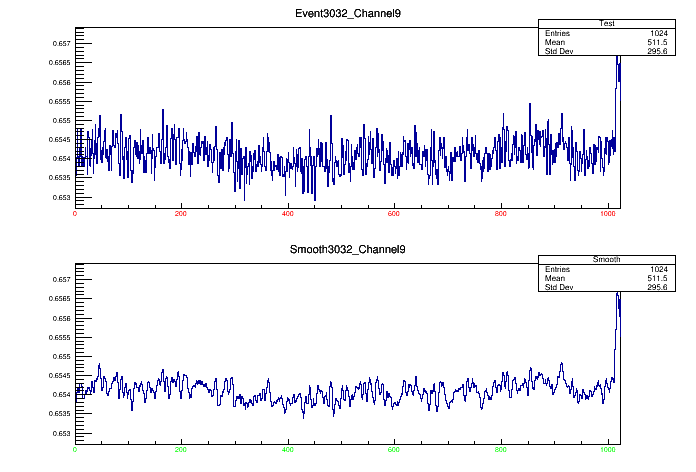 Event3032_Channel9
Test
Entries 1024
Mean 511.5
Std Dev 295.6
0.657
0.6565
0.656
0.6555
0.655
0.6545
0.654
0.6535
0.653
0 200 400 600 800 1000
Smooth3032_Channel9
Smooth
Entries 1024
Mean 511.5
Std Dev 295.6
0.657
0.6565
0.656
0.6555
0.655
0.6545
0.654
0.6535
0.653
0 200 400 600 800 1000